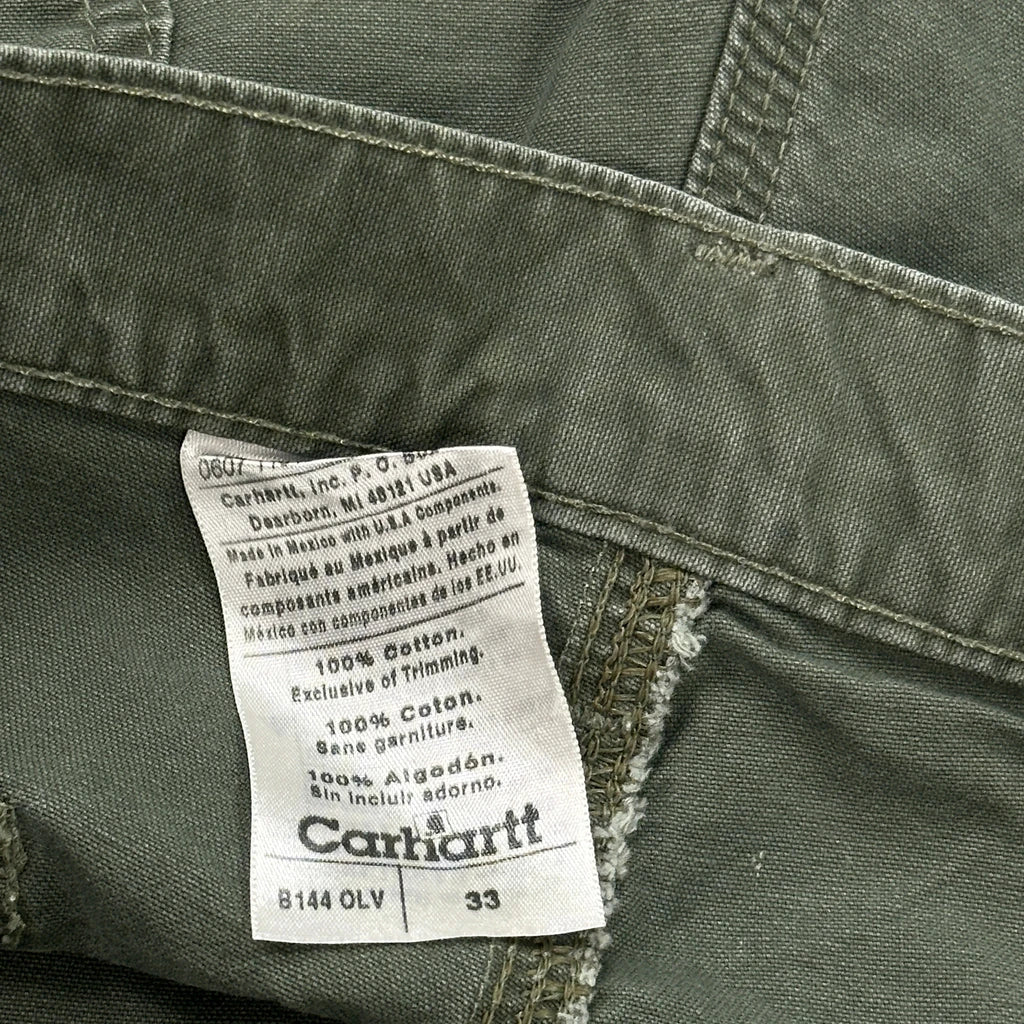 0607
Carhartt, Inc. P. O. Box
Dearborn, MI 48121 USA
Made in Mexico with U.S.A Components.
Fabriqué au Mexique à partir de
composants américains. Hecho en
México con componentes de los EE.UU.
100% Cotton.
Exclusive of Trimming.
100% Coton.
Sans garniture.
100% Algodón.
Sin incluir adorno.
Carhartt
B144 OLV 33